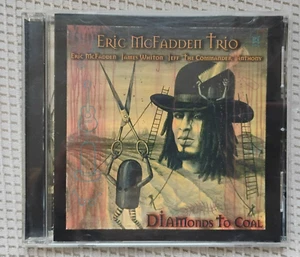 Eric McFadden Trio
Eric McFadden James Whiton Jeff "The Commander" Anthony
Diamonds To Coal